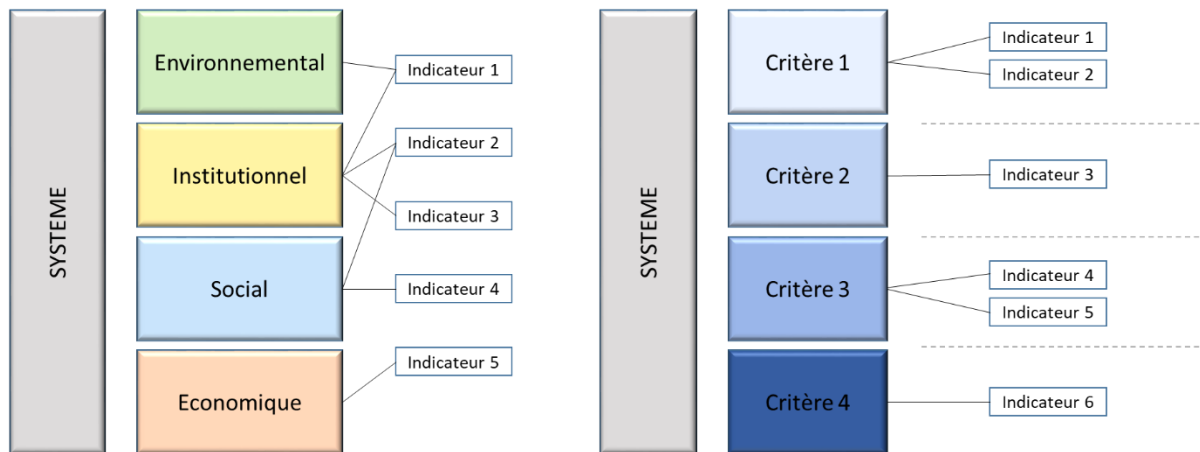 SYSTEME
Environnemental
Institutionnel
Social
Economique
Indicateur 1
Indicateur 2
Indicateur 3
Indicateur 4
Indicateur 5
SYSTEME
Critère 1
Critère 2
Critère 3
Critère 4
Indicateur 1
Indicateur 2
Indicateur 3
Indicateur 4
Indicateur 5
Indicateur 6